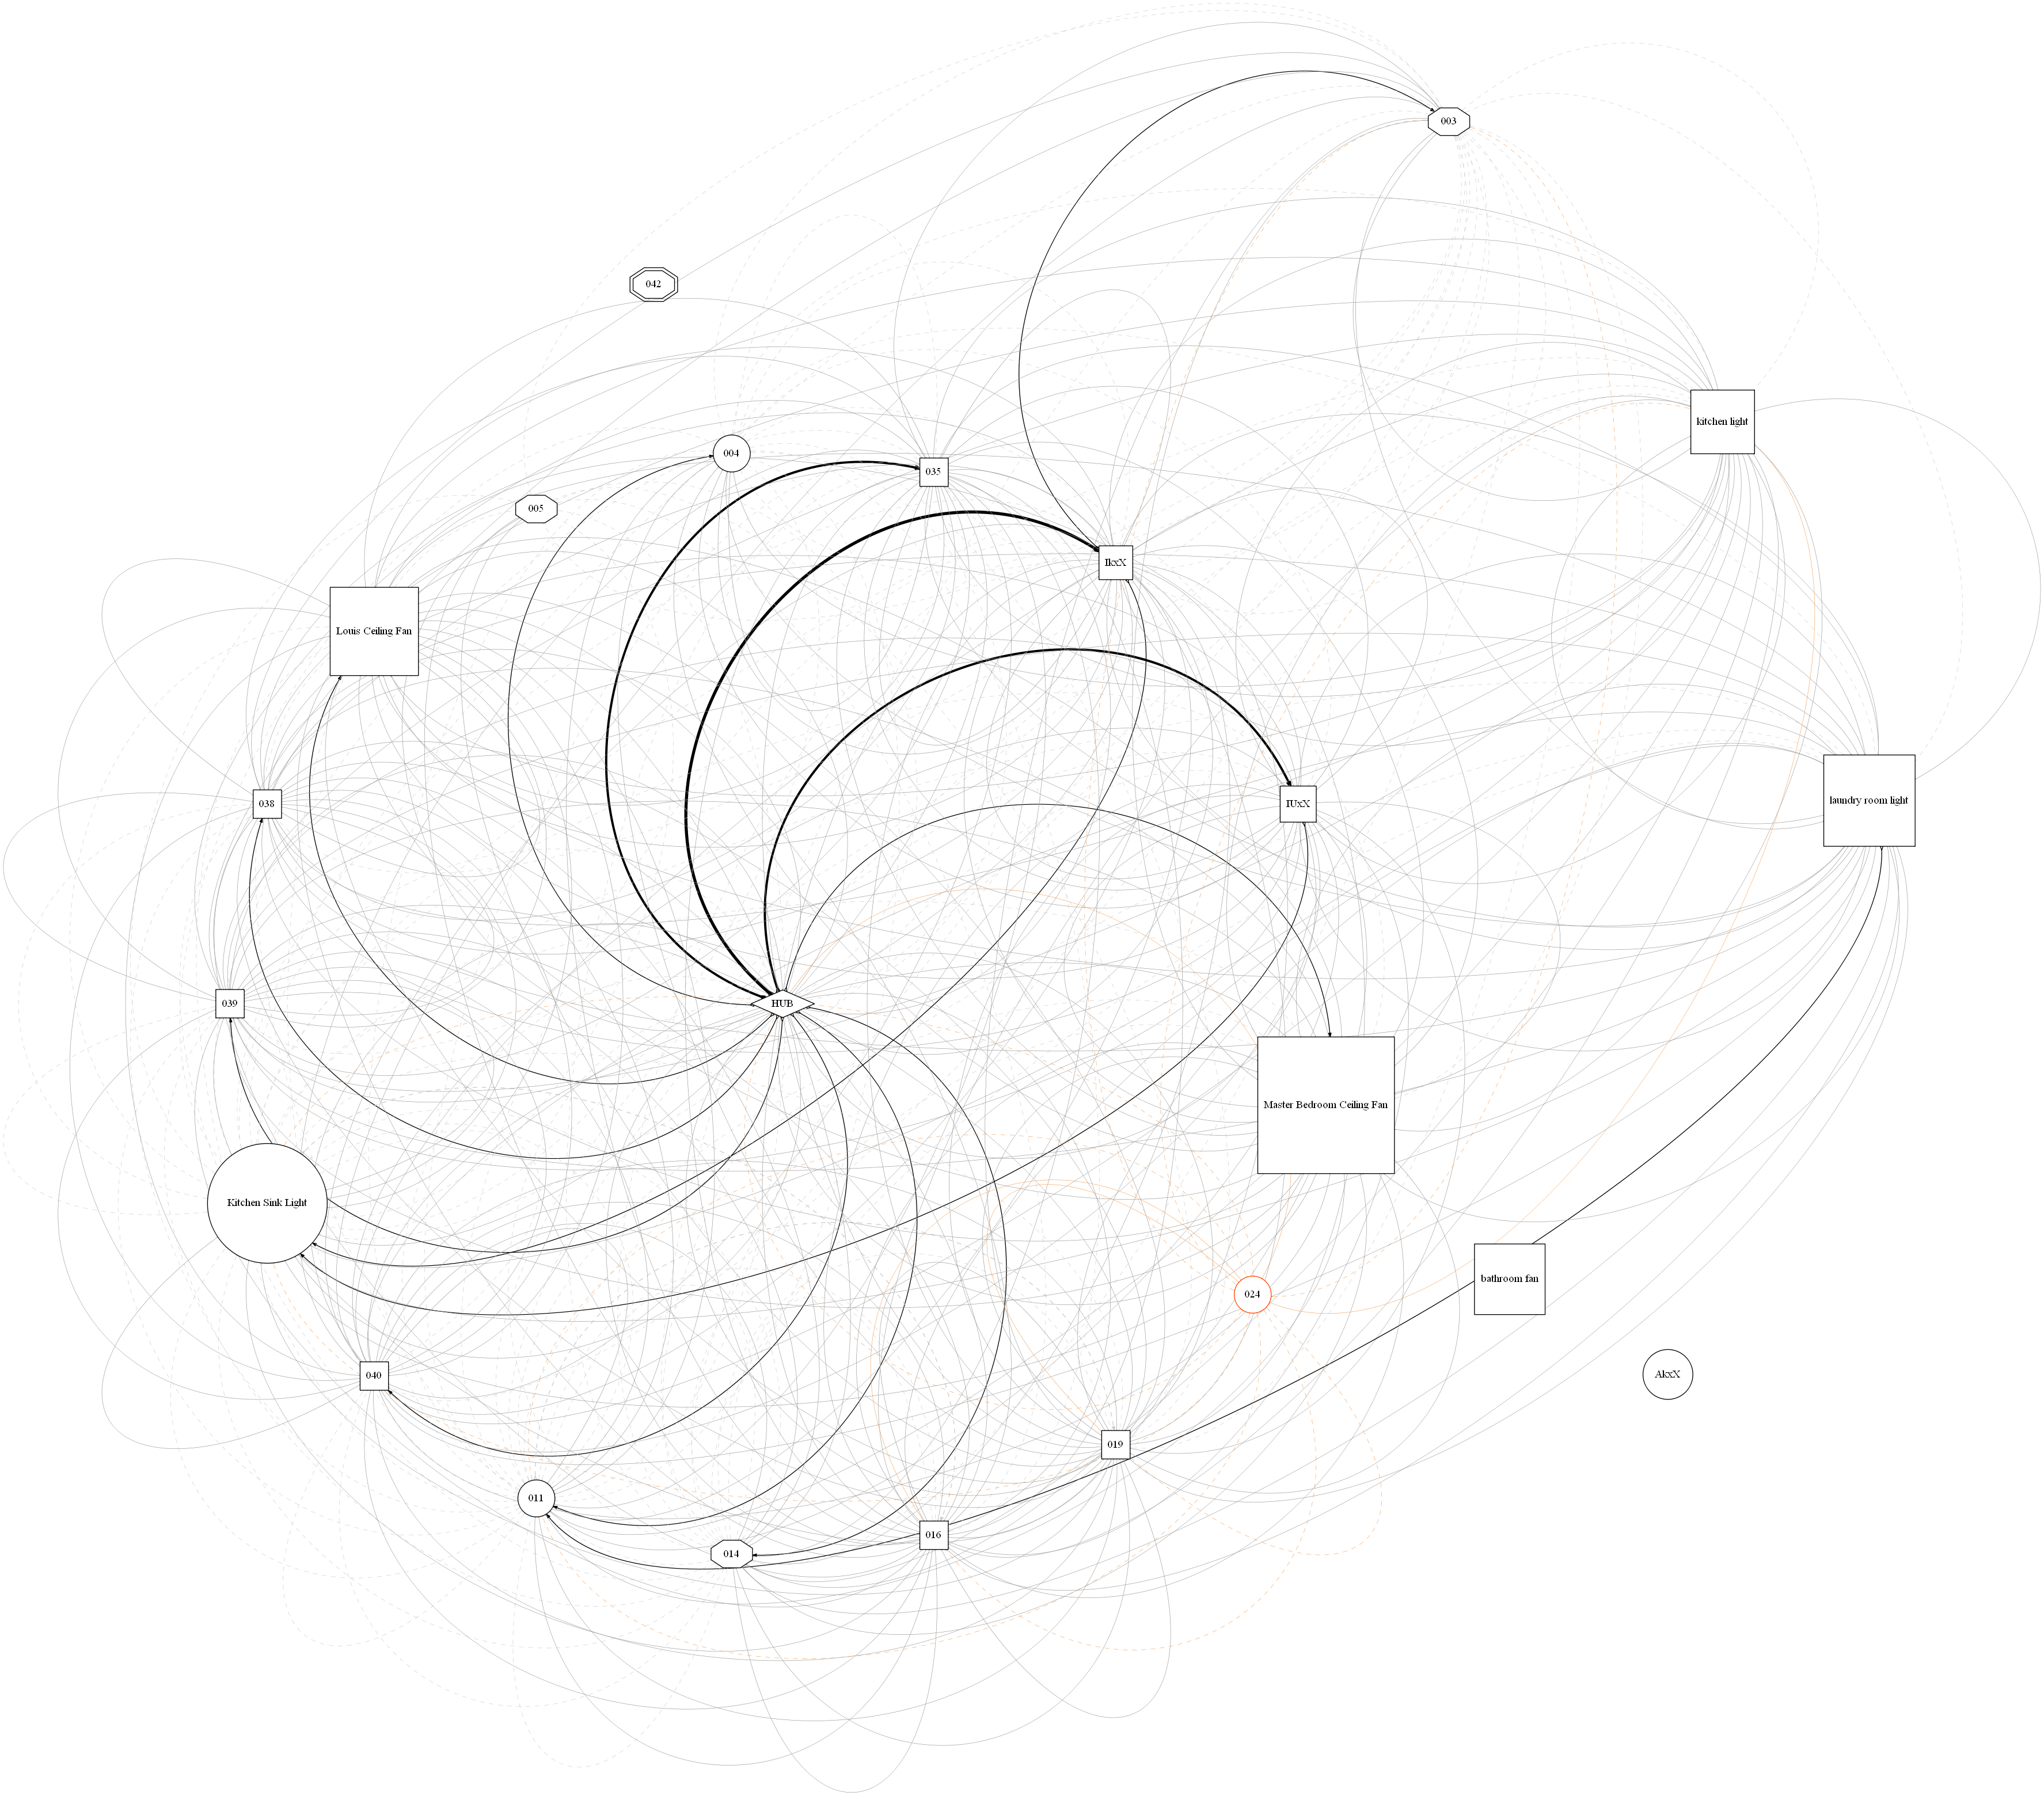 003
042
kitchen light
004
035
005
IkxX
Louis Ceiling Fan
038
IUxX
laundry room light
039
HUB
Master Bedroom Ceiling Fan
Kitchen Sink Light
bathroom fan
024
AkxX
040
019
011
016
014